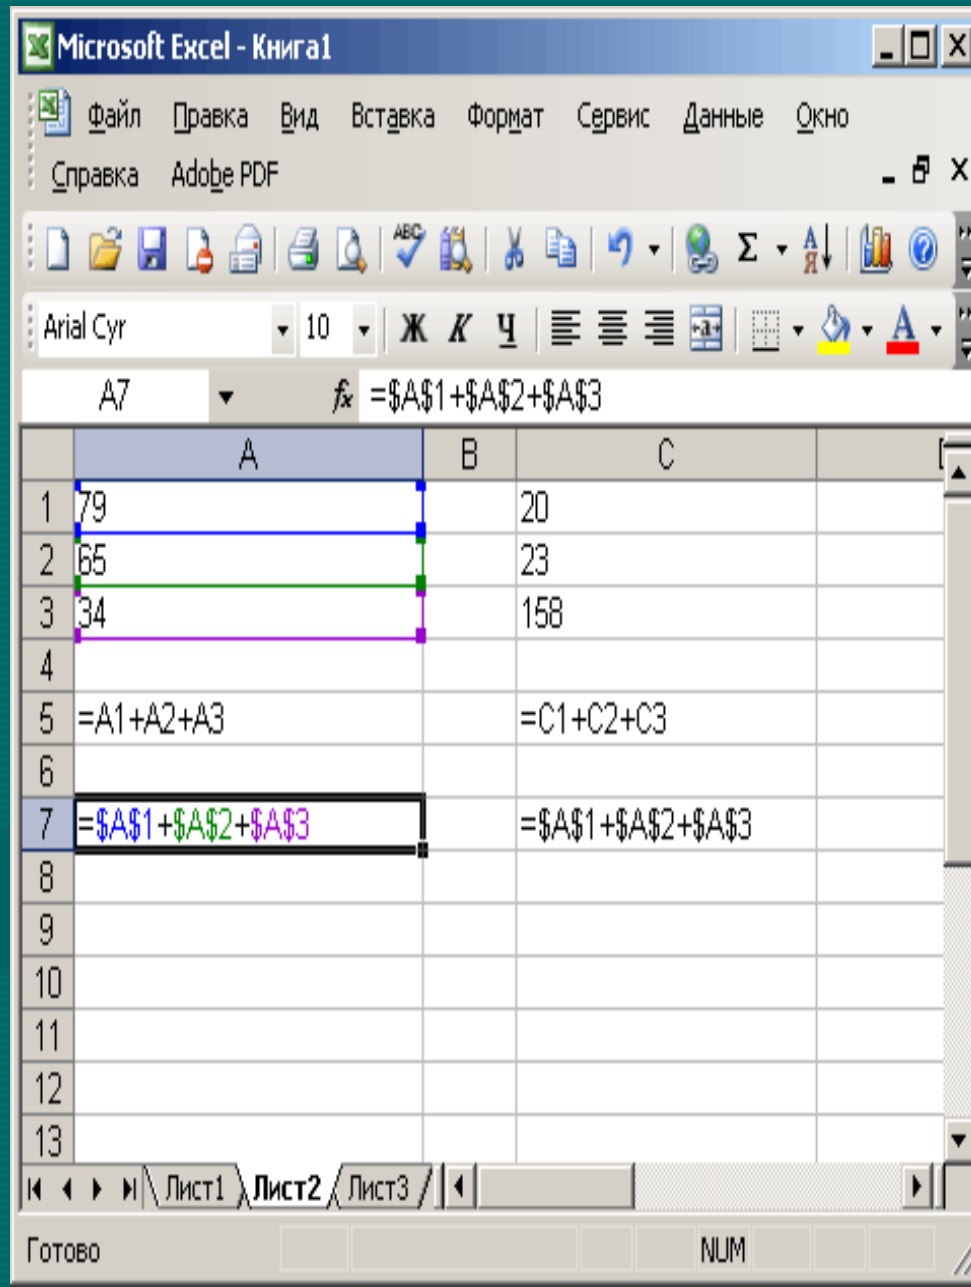 Microsoft Excel - Книга1
Файл Правка Вид Вставка Формат Сервис Данные Окно
Справка Adobe PDF
ABC Σ А Я
Arial Cyr 10 Ж К Ч a А
A7 fx =$A$1+$A$2+$A$3
A B C
1 79 20
2 65 23
3 34 158
4
5 =A1+A2+A3 =C1+C2+C3
6
7 =$A$1+$A$2+$A$3 =$A$1+$A$2+$A$3
8
9
10
11
12
13
Лист1 Лист2 Лист3
Готово NUM